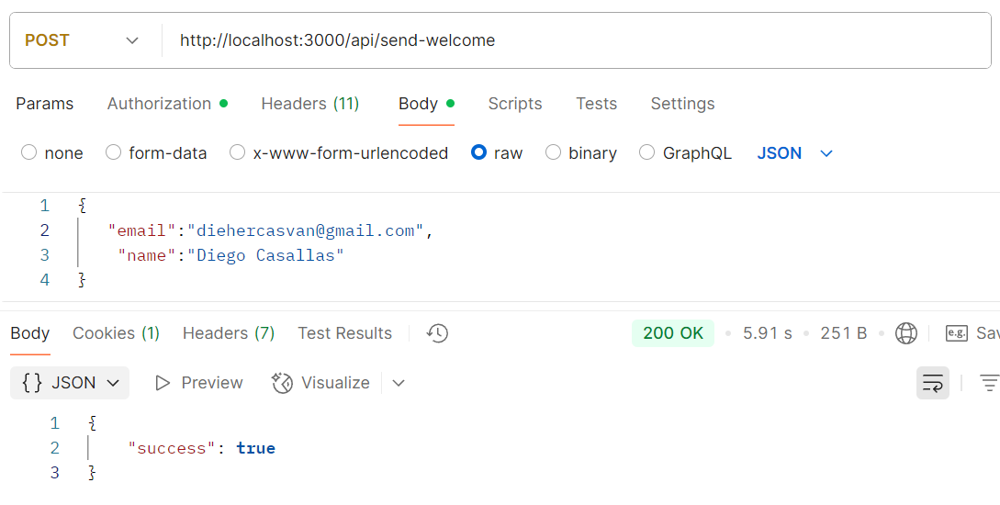 POST http://localhost:3000/api/send-welcome
Params Authorization Headers (11) Body Scripts Tests Settings
none form-data x-www-form-urlencoded raw binary GraphQL JSON
1 {
2 "email":"diehercasvan@gmail.com",
3 "name":"Diego Casallas"
4 }
Body Cookies (1) Headers (7) Test Results 200 OK 5.91 s 251 B e.g. Sav
{} JSON Preview Visualize
1 {
2 "success": true
3 }